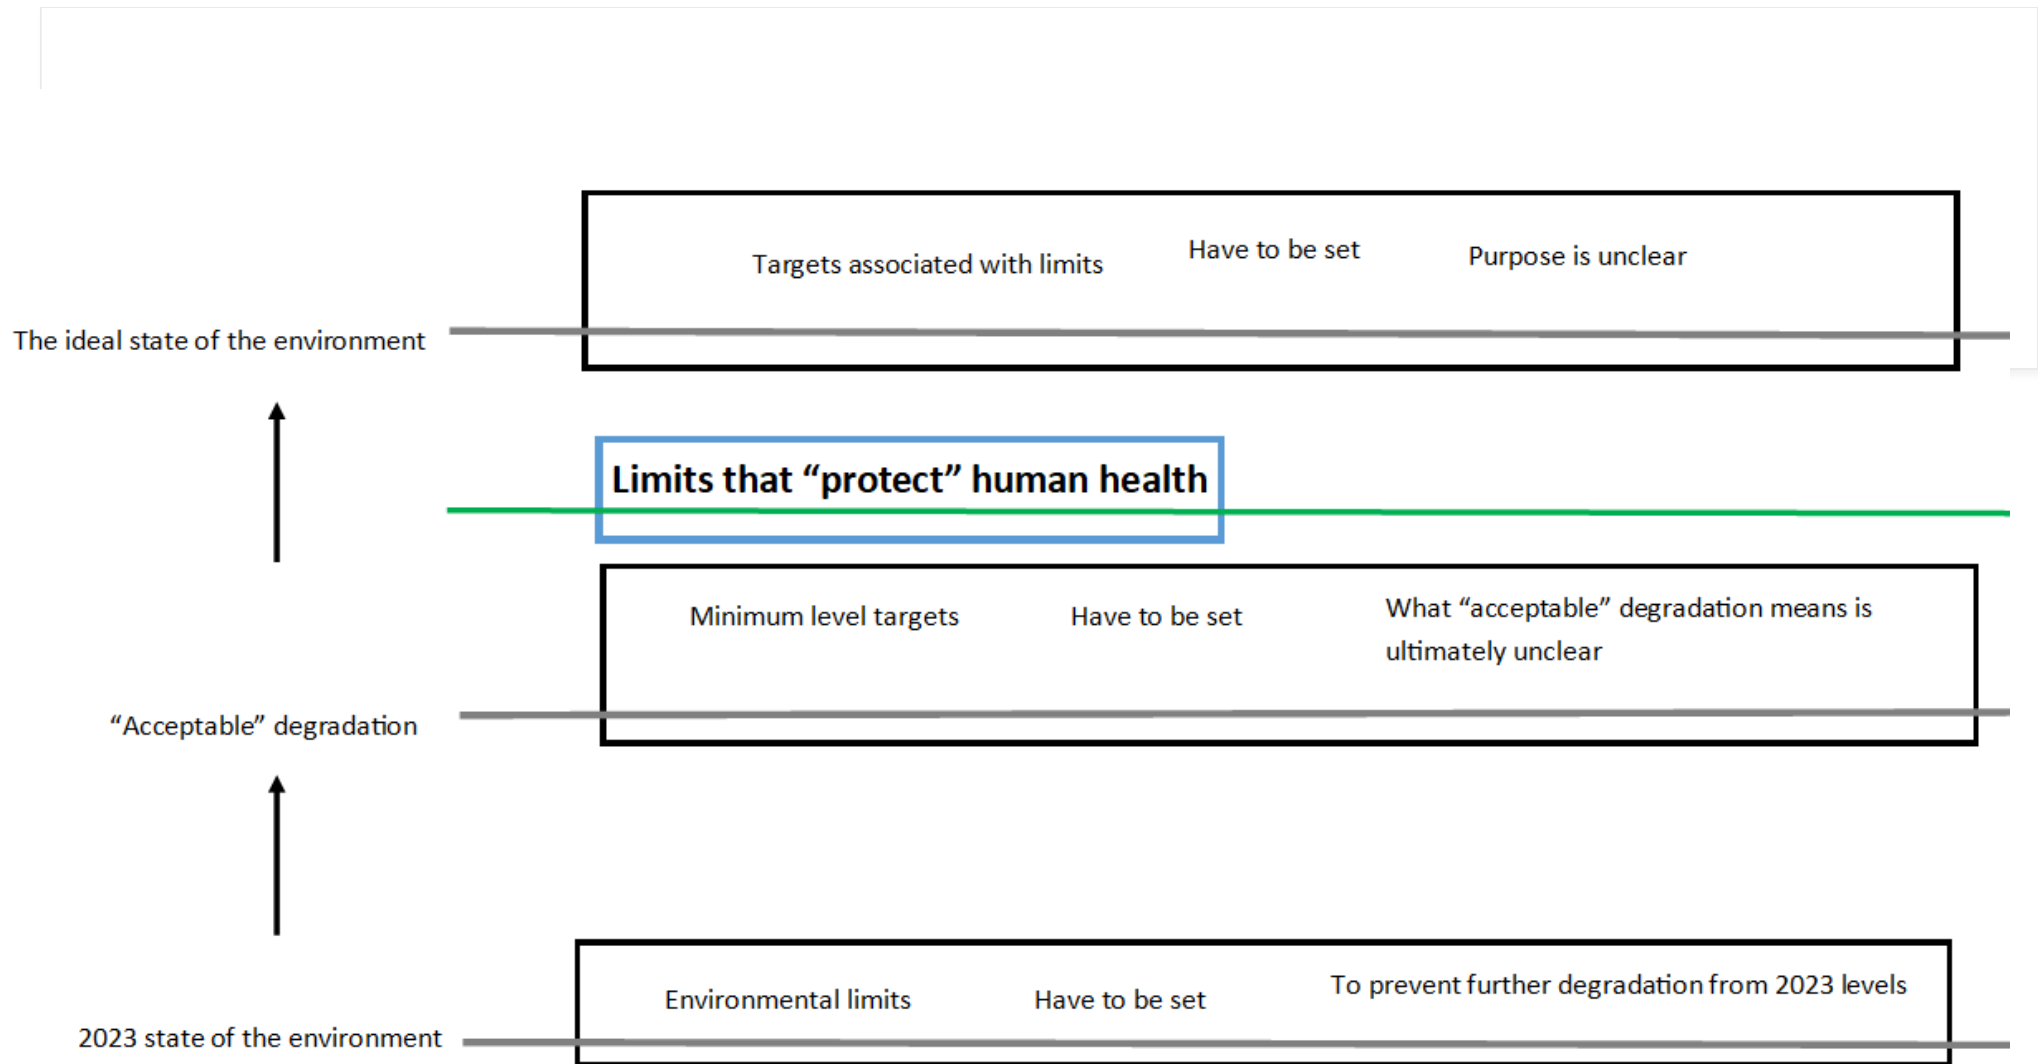 Targets associated with limits
Have to be set
Purpose is unclear
The ideal state of the environment
Limits that “protect” human health
Minimum level targets
Have to be set
What “acceptable” degradation means is
ultimately unclear
“Acceptable” degradation
Environmental limits
Have to be set
To prevent further degradation from 2023 levels
2023 state of the environment